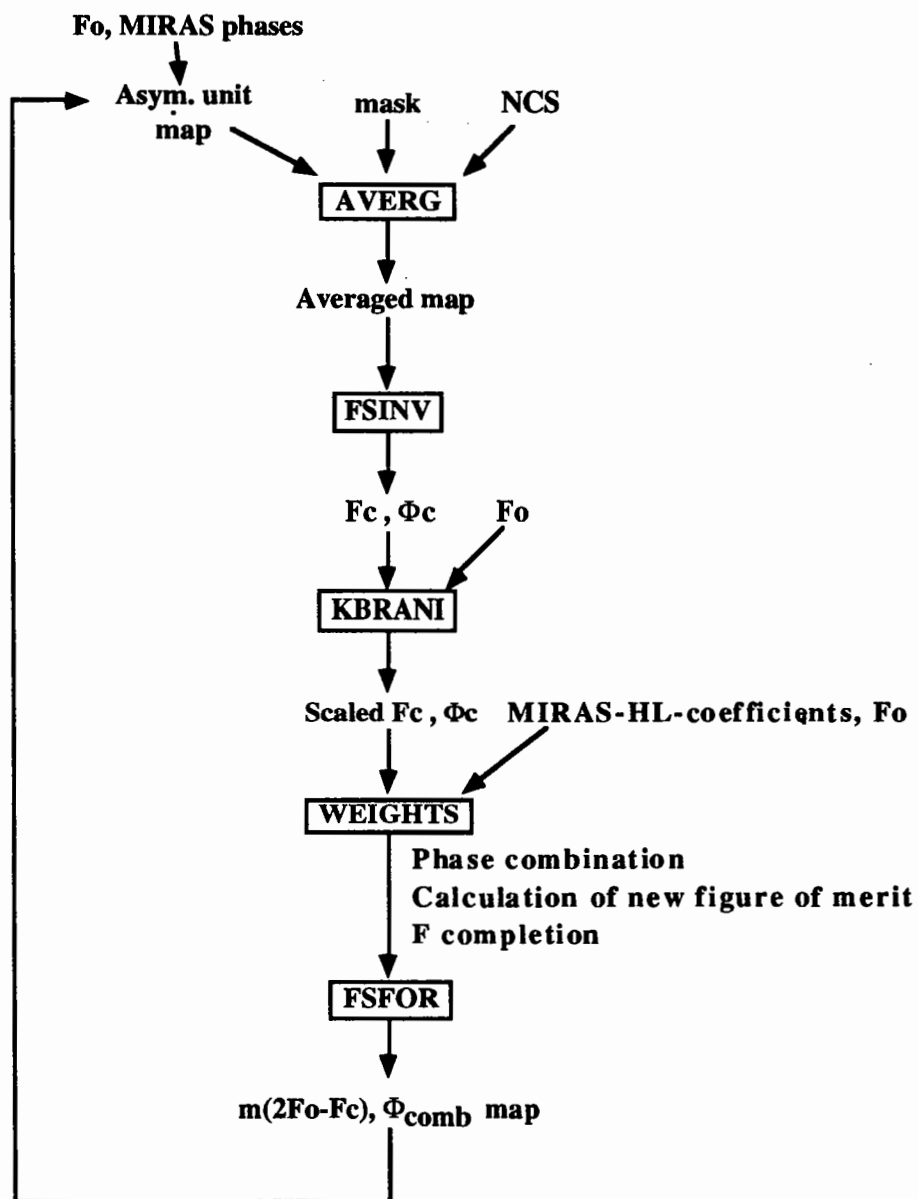 Fo, MIRAS phases
Asym. unit
map
mask
NCS
AVERG
Averaged map
FSINV
Fc , Φc
Fo
KBRANI
Scaled Fc , Φc
MIRAS-HL-coefficients, Fo
WEIGHTS
Phase combination
Calculation of new figure of merit
F completion
FSFOR
m(2Fo-Fc), Φcomb map